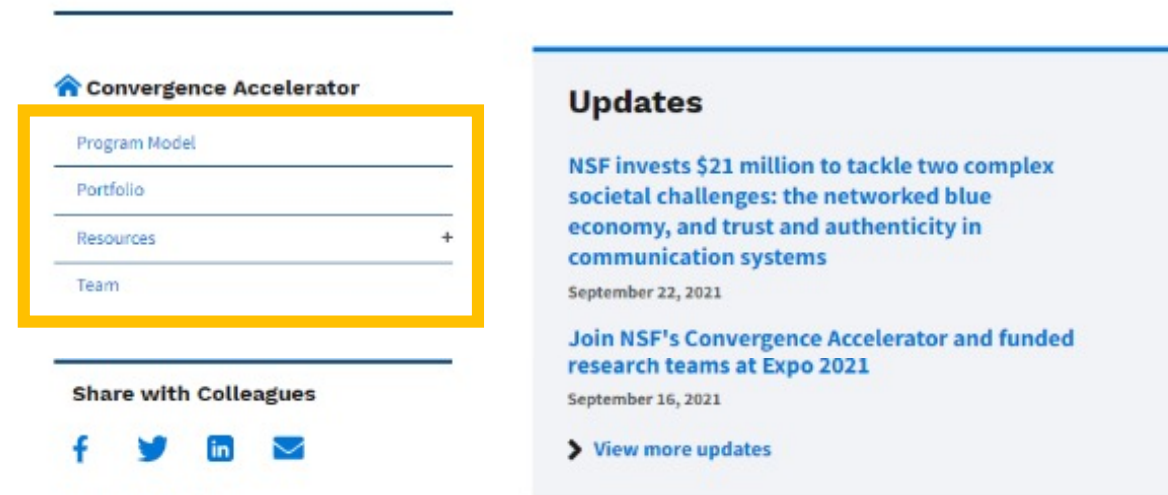 Convergence Accelerator
Program Model
Portfolio
Resources +
Team
Share with Colleagues
Updates
NSF invests $21 million to tackle two complex
societal challenges: the networked blue
economy, and trust and authenticity in
communication systems
September 22, 2021
Join NSF's Convergence Accelerator and funded
research teams at Expo 2021
September 16, 2021
View more updates